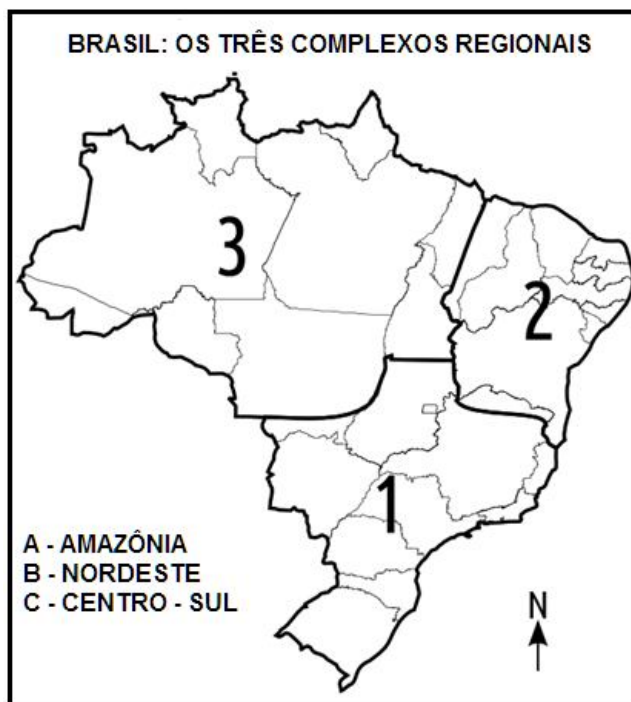 BRASIL: OS TRÊS COMPLEXOS REGIONAIS
3
2
1
A - AMAZÔNIA
B - NORDESTE
C - CENTRO - SUL
N